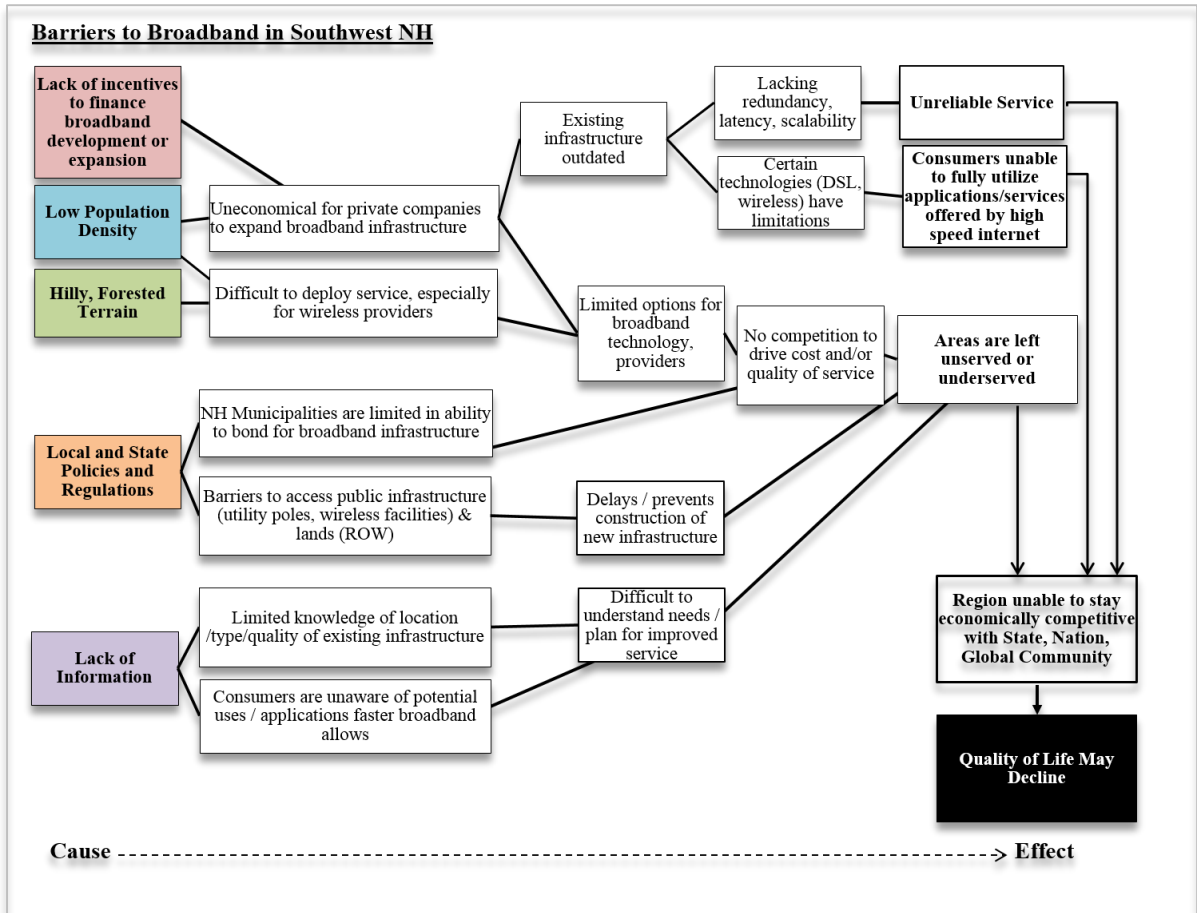 Barriers to Broadband in Southwest NH
Lack of incentives
to finance
broadband
development or
expansion
Low Population
Density
Hilly, Forested
Terrain
Local and State
Policies and
Regulations
Lack of
Information
Uneconomical for private companies
to expand broadband infrastructure
Difficult to deploy service, especially
for wireless providers
NH Municipalities are limited in ability
to bond for broadband infrastructure
Barriers to access public infrastructure
(utility poles, wireless facilities) &
lands (ROW)
Limited knowledge of location
/type/quality of existing infrastructure
Consumers are unaware of potential
uses / applications faster broadband
allows
Existing
infrastructure
outdated
Limited options for
broadband
technology,
providers
Delays / prevents
construction of
new infrastructure
Difficult to
understand needs /
plan for improved
service
Lacking
redundancy,
latency, scalability
Certain
technologies (DSL,
wireless) have
limitations
No competition to
drive cost and/or
quality of service
Unreliable Service
Consumers unable
to fully utilize
applications/services
offered by high
speed internet
Areas are left
unserved or
underserved
Region unable to stay
economically competitive
with State, Nation,
Global Community
Quality of Life May
Decline
Cause
Effect